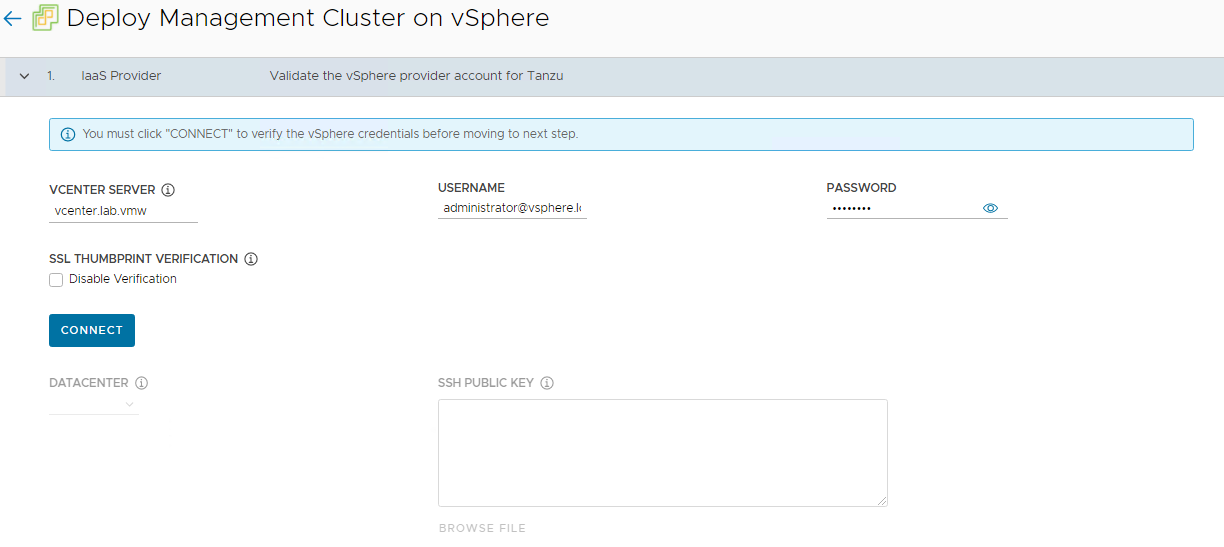 Deploy Management Cluster on vSphere
1. IaaS Provider Validate the vSphere provider account for Tanzu
You must click "CONNECT" to verify the vSphere credentials before moving to next step.
VCENTER SERVER USERNAME PASSWORD
vcenter.lab.vmw administrator@vsphere.lo ••••••••
SSL THUMBPRINT VERIFICATION
Disable Verification
CONNECT
DATACENTER SSH PUBLIC KEY
BROWSE FILE